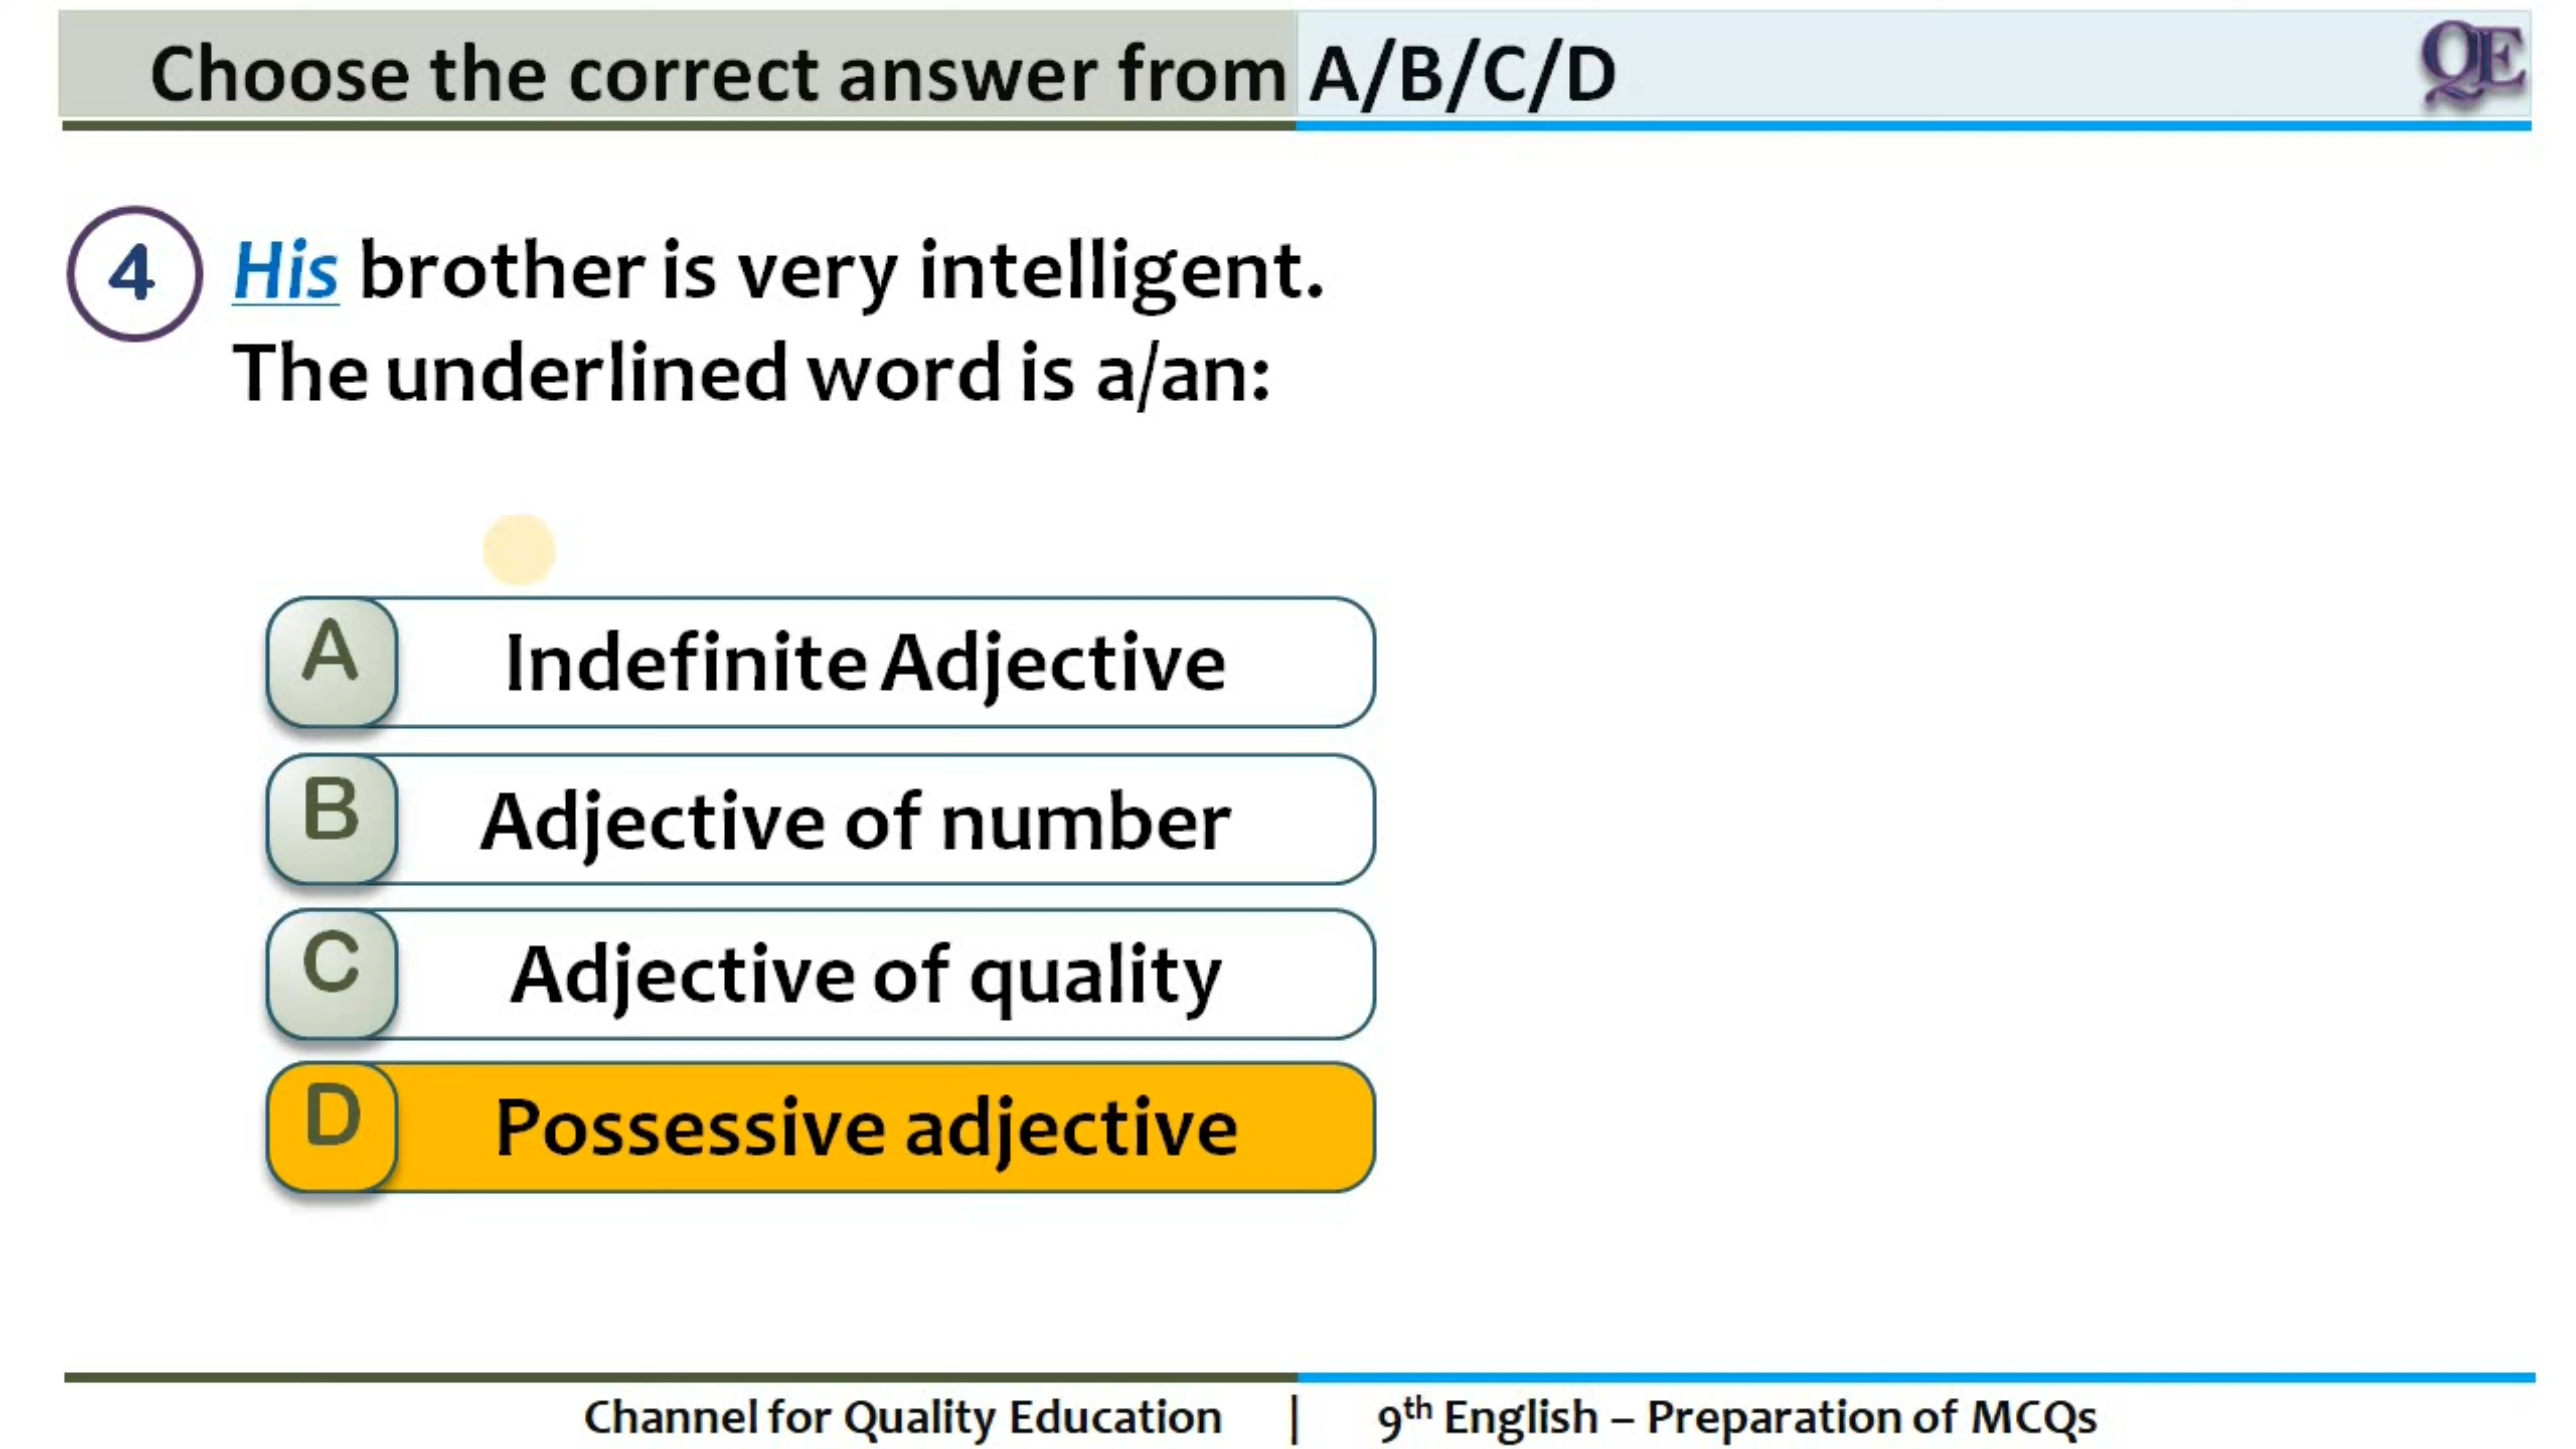 Choose the correct answer from A/B/C/D
QE
4 His brother is very intelligent.
The underlined word is a/an:
A Indefinite Adjective
B Adjective of number
C Adjective of quality
D Possessive adjective
Channel for Quality Education | 9th English – Preparation of MCQs